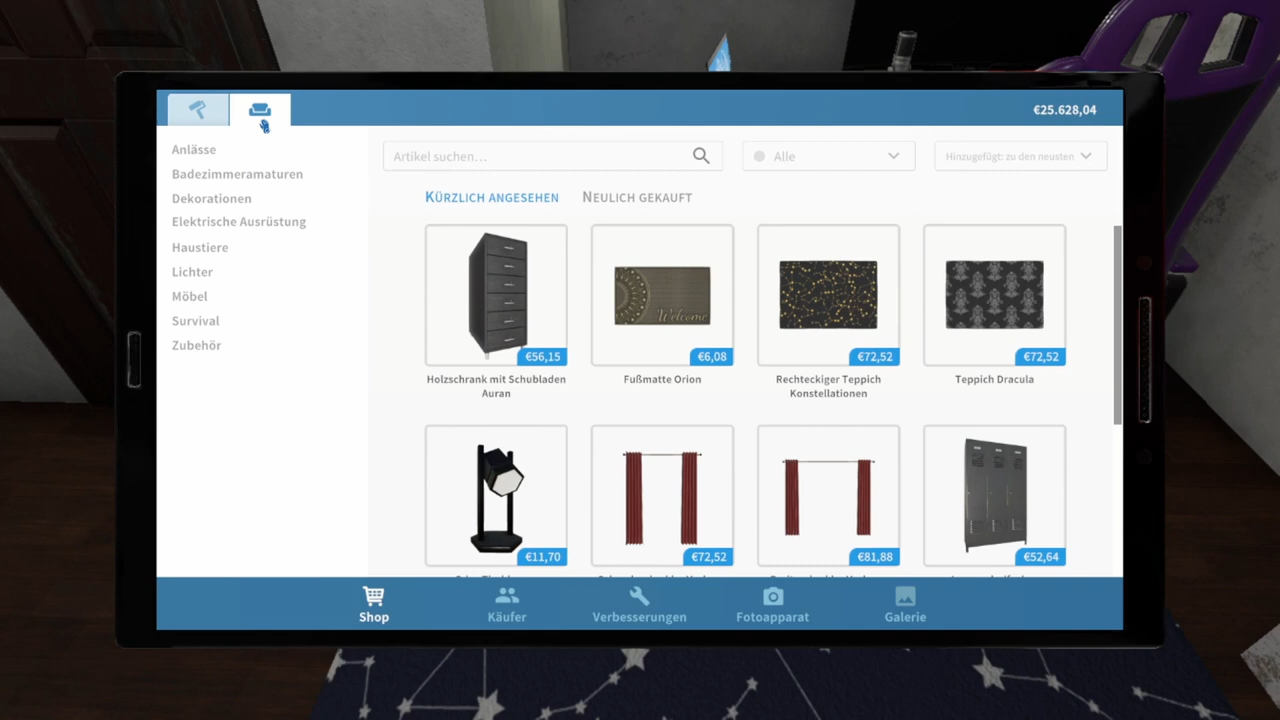 €25.628,04
Anlässe
Badezimmeramaturen
Dekorationen
Elektrische Ausrüstung
Haustiere
Lichter
Möbel
Survival
Zubehör
Artikel suchen...
Alle
Hinzugefügt: zu den neusten
Kürzlich angesehen
Neulich gekauft
€56,15
Welcome
€6,08
€72,52
€72,52
Holzschrank mit Schubladen
Auran
Fußmatte Orion
Rechteckiger Teppich
Konstellationen
Teppich Dracula
€11,70
€72,52
€81,88
€52,64
Shop
Käufer
Verbesserungen
Fotoapparat
Galerie